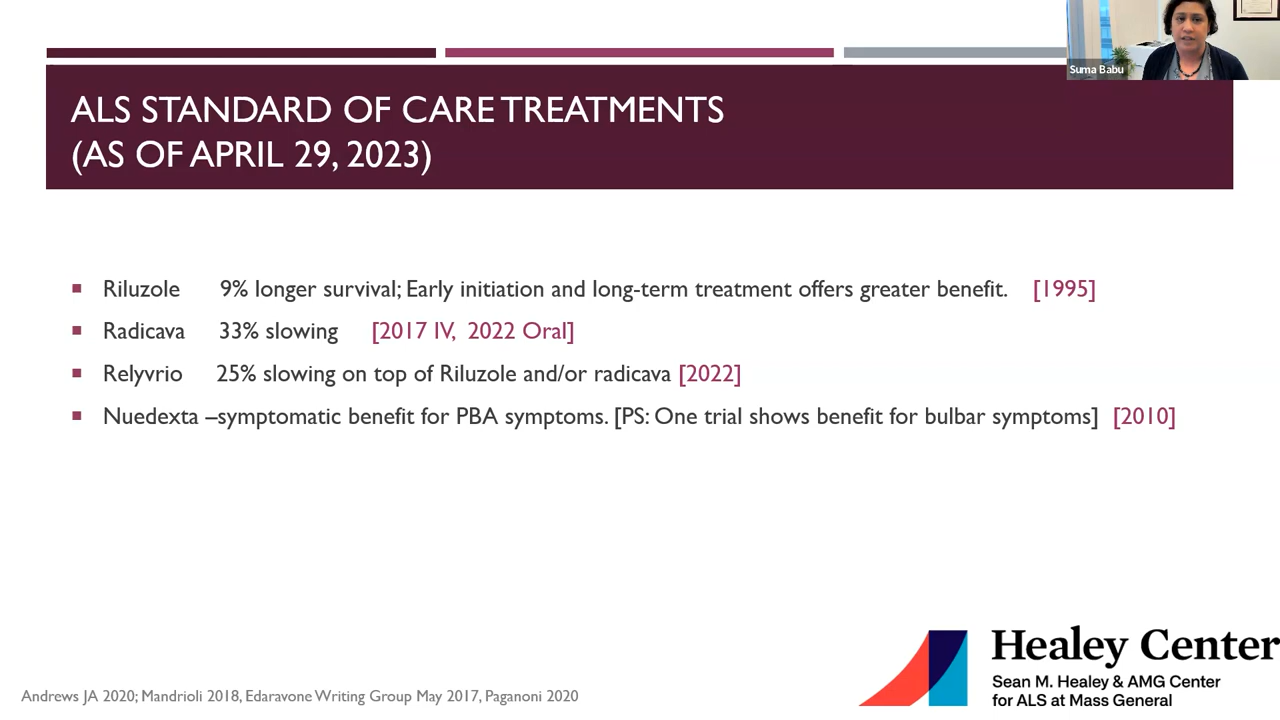 Suma Babu
ALS STANDARD OF CARE TREATMENTS
(AS OF APRIL 29, 2023)
▪ Riluzole 9% longer survival; Early initiation and long-term treatment offers greater benefit. [1995]
▪ Radicava 33% slowing [2017 IV, 2022 Oral]
▪ Relyvrio 25% slowing on top of Riluzole and/or radicava [2022]
▪ Nuedexta –symptomatic benefit for PBA symptoms. [PS: One trial shows benefit for bulbar symptoms] [2010]
Healey Center
Sean M. Healey & AMG Center
for ALS at Mass General
Andrews JA 2020; Mandrioli 2018, Edaravone Writing Group May 2017, Paganoni 2020